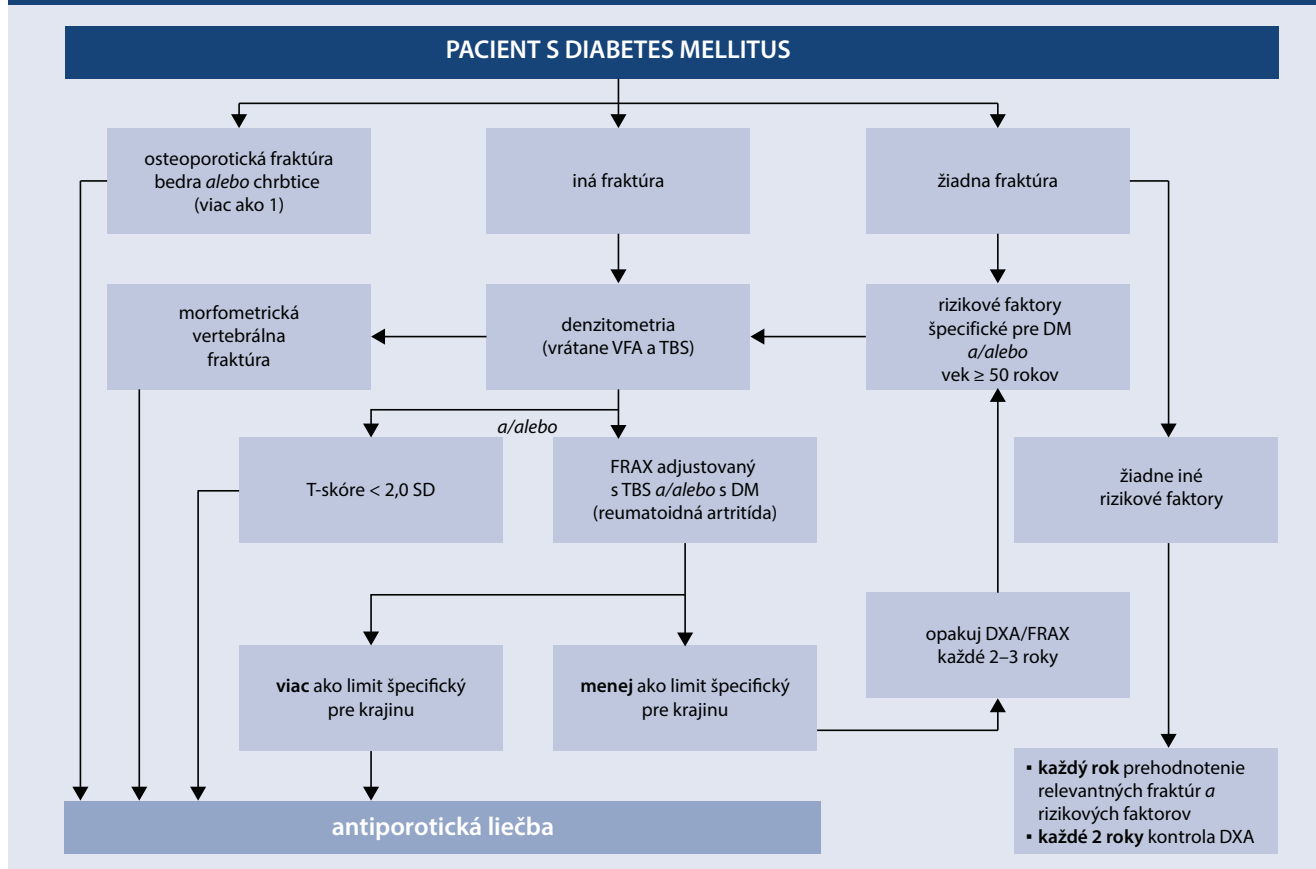 PACIENT S DIABETES MELLITUS
osteoporotická fraktúra
bedra alebo chrbtice
(viac ako 1)
iná fraktúra
žiadna fraktúra
morfometrická
vertebrálna
fraktúra
denzitometria
(vrátane VFA a TBS)
rizikové faktory
špecifické pre DM
a/alebo
vek ≥ 50 rokov
a/alebo
T-skóre < 2,0 SD
FRAX adjustovaný
s TBS a/alebo s DM
(reumatoidná artritída)
žiadne iné
rizikové faktory
opakuj DXA/FRAX
každé 2–3 roky
viac ako limit špecifický
pre krajinu
menej ako limit špecifický
pre krajinu
▪ každý rok prehodnotenie
relevantných fraktúr a
rizikových faktorov
▪ každé 2 roky kontrola DXA
antiporotická liečba